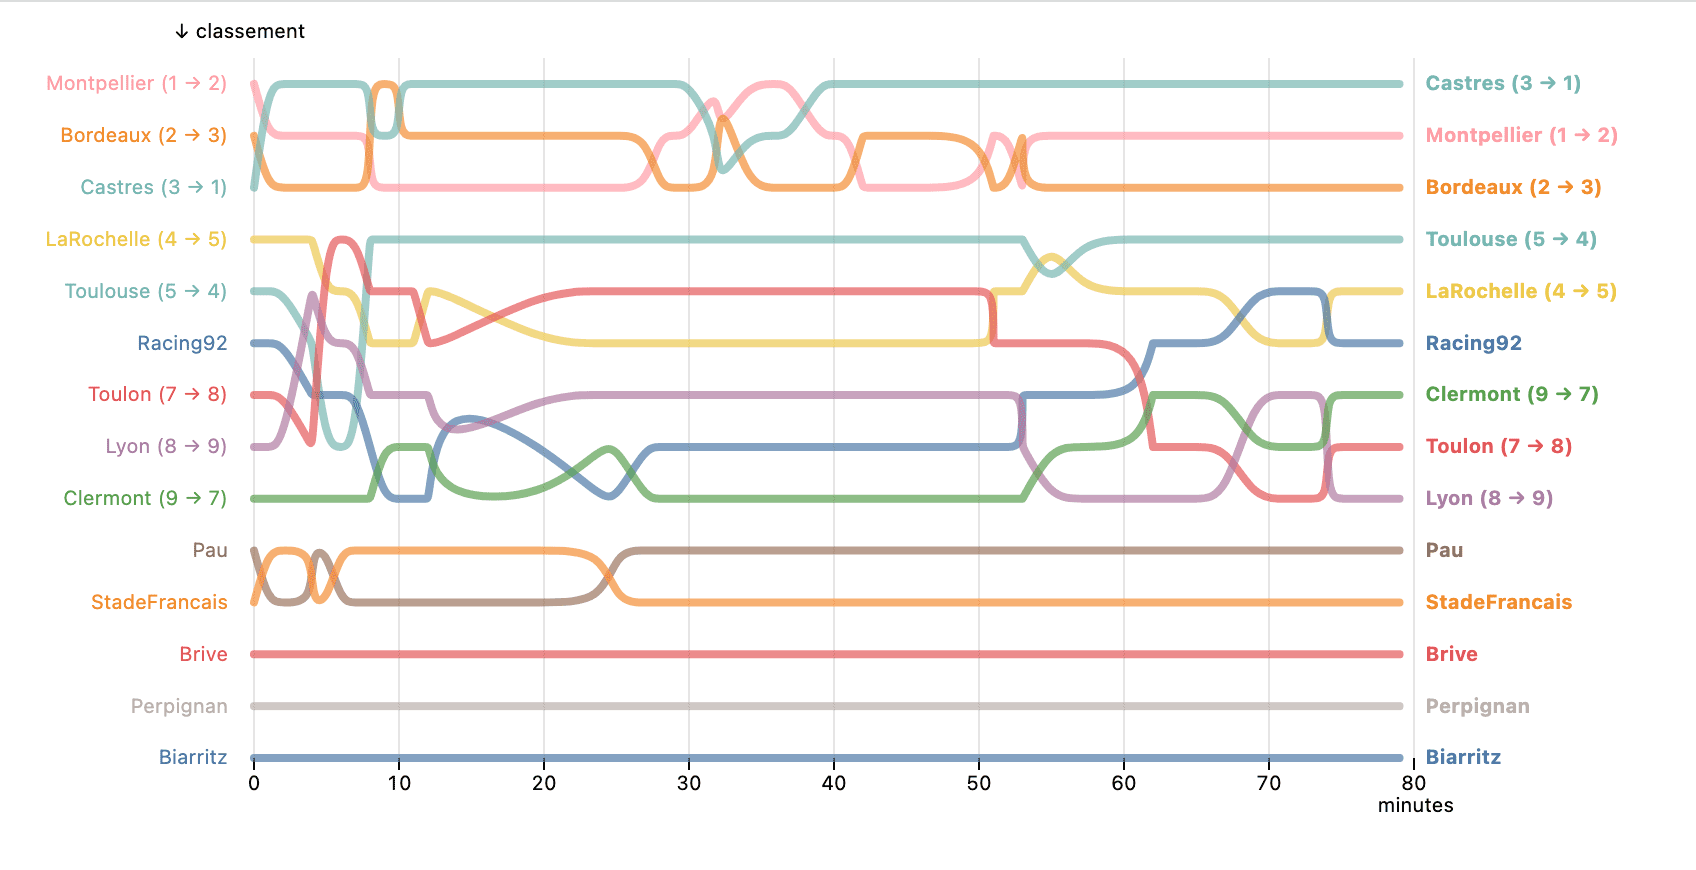 ↓ classement
Montpellier (1 → 2)
Castres (3 → 1)
Bordeaux (2 → 3)
Montpellier (1 → 2)
Castres (3 → 1)
Bordeaux (2 → 3)
LaRochelle (4 → 5)
Toulouse (5 → 4)
Toulouse (5 → 4)
LaRochelle (4 → 5)
Racing92
Racing92
Toulon (7 → 8)
Clermont (9 → 7)
Lyon (8 → 9)
Toulon (7 → 8)
Clermont (9 → 7)
Lyon (8 → 9)
Pau
Pau
StadeFrancais
StadeFrancais
Brive
Brive
Perpignan
Perpignan
Biarritz
Biarritz
0 10 20 30 40 50 60 70 80
minutes